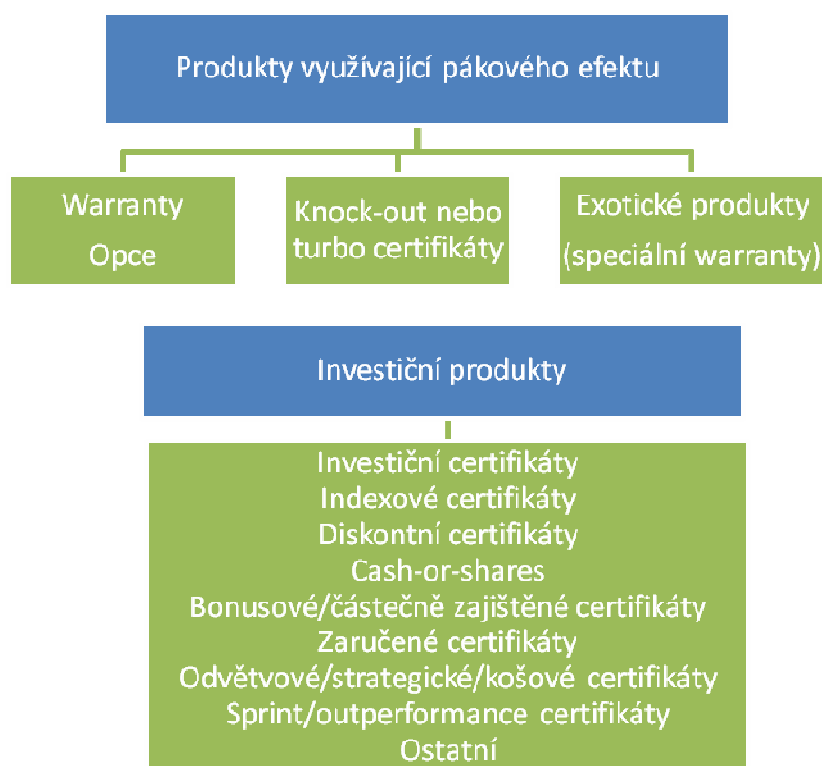 Produkty využívající pákového efektu
Warranty
Opce
Knock-out nebo
turbo certifikáty
Exotické produkty
(speciální warranty)
Investiční produkty
Investiční certifikáty
Indexové certifikáty
Diskontní certifikáty
Cash-or-shares
Bonusové/částečně zajištěné certifikáty
Zaručené certifikáty
Odvětvové/strategické/košové certifikáty
Sprint/outperformance certifikáty
Ostatní